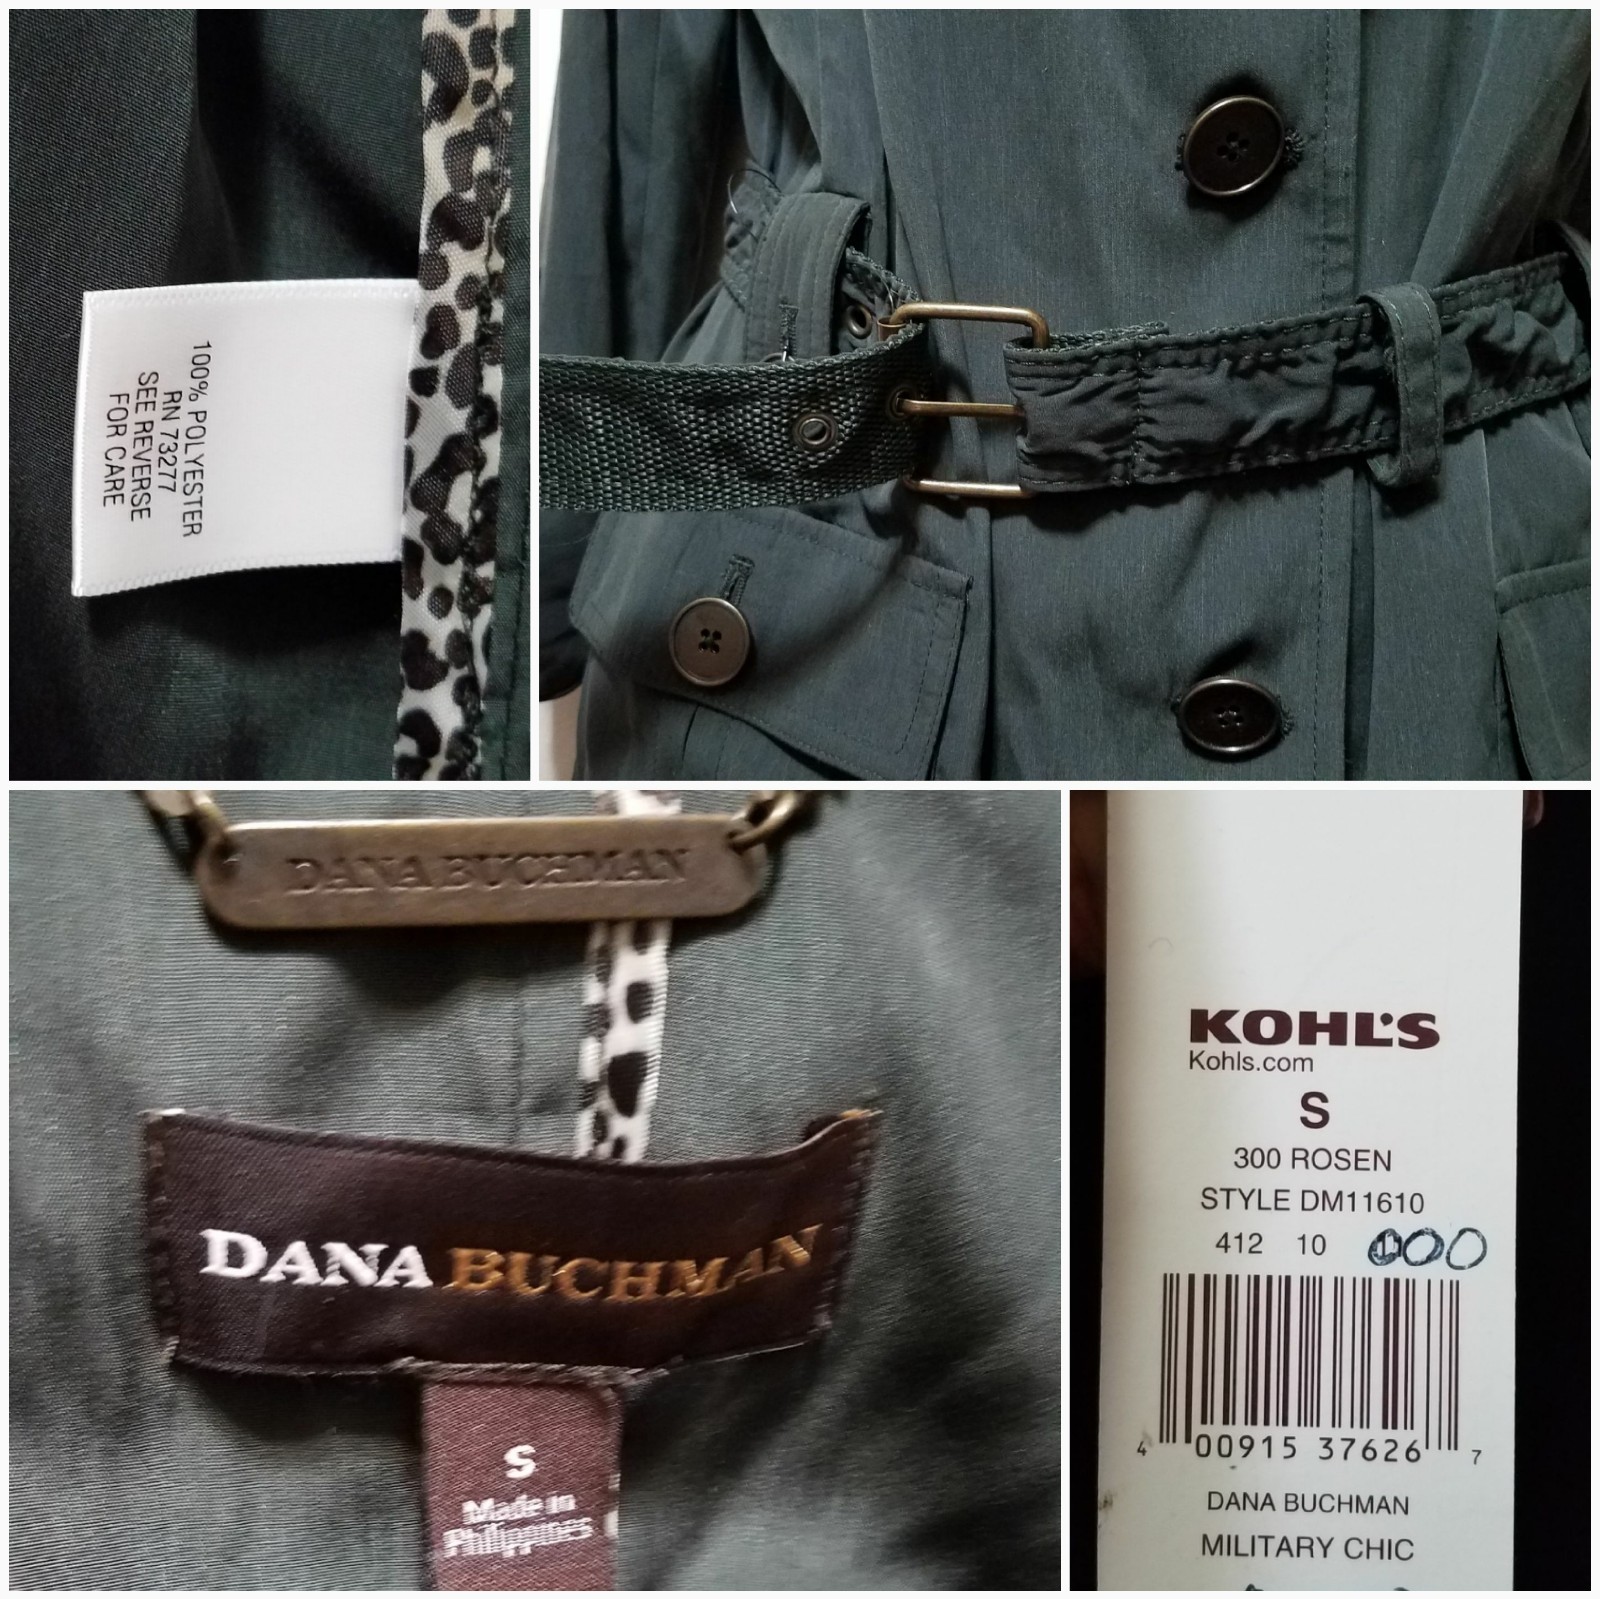 100% POLYESTER
RN 73277
SEE REVERSE
FOR CARE
DANA BUCHMAN
DANA BUCHMAN
S
Made in
Philippines
KOHL'S
Kohls.com
S
300 ROSEN
STYLE DM11610
412 10
4 00915 37626 7
DANA BUCHMAN
MILITARY CHIC